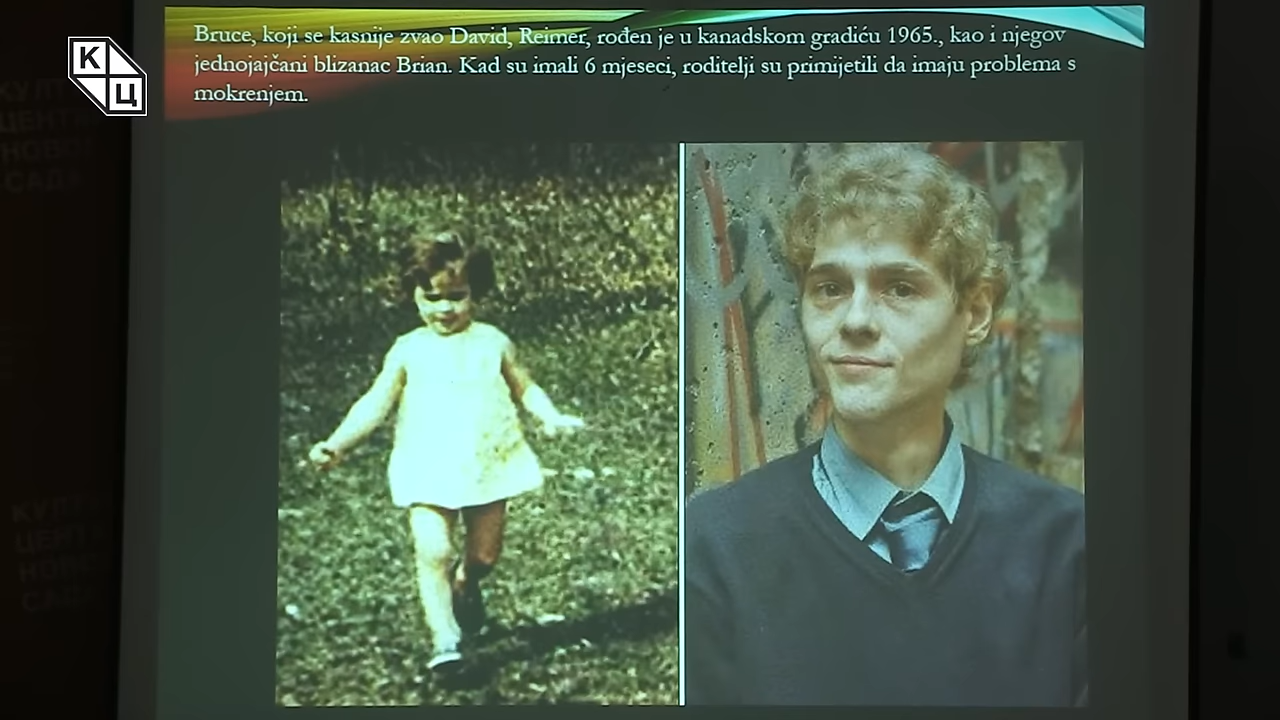 К
Ц
Bruce, koji se kasnije zvao David, Reimer, rođen je u kanadskom gradiću 1965., kao i njegov
jednojajčani blizanac Brian. Kad su imali 6 mjeseci, roditelji su primijetili da imaju problema s
mokrenjem.